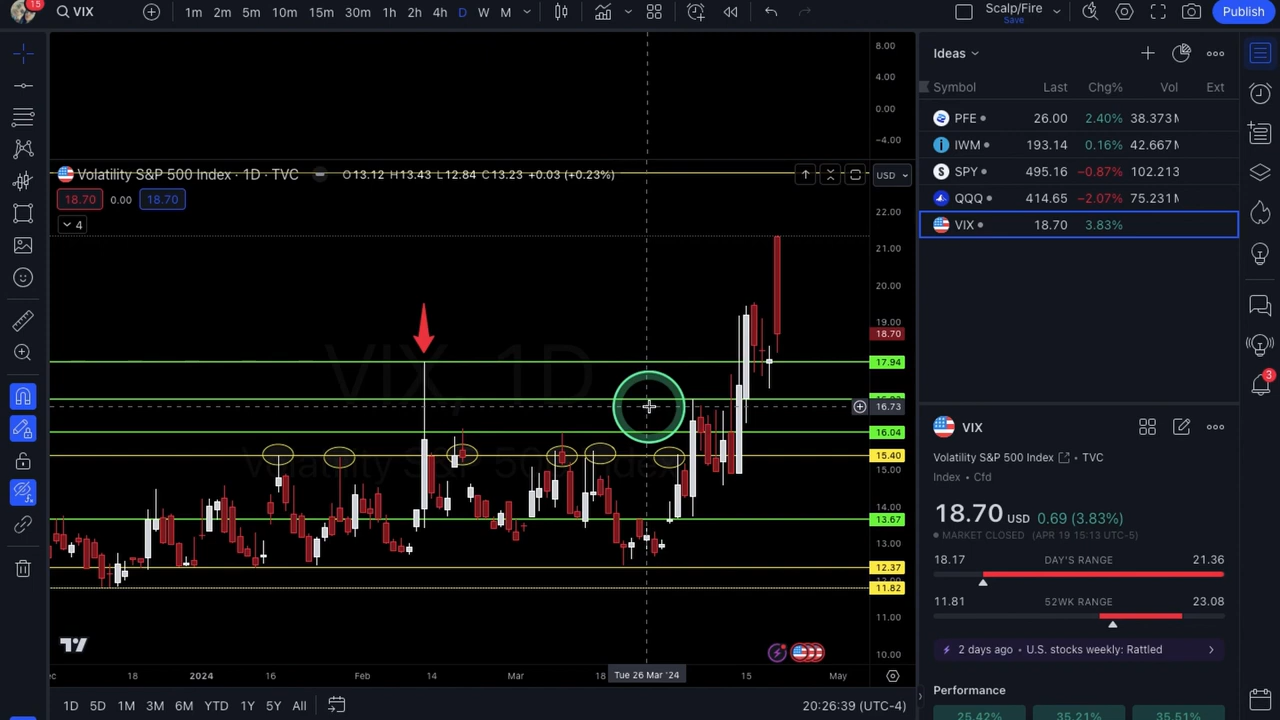 15
VIX
1m 2m 5m 10m 15m 30m 1h 2h 4h D W M
Scalp/Fire
Save
Publish
8.00
4.00
0.00
−4.00
Volatility S&P 500 Index · 1D · TVC
O13.12 H13.43 L12.84 C13.23 +0.03 (+0.23%)
USD
18.70 0.00 18.70
4
22.00
21.00
20.00
19.00
18.70
17.94
16.73
16.04
15.40
15.00
14.00
13.67
13.00
12.37
11.82
11.00
10.00
VIX, 1D
Volatility S&P 500 Index
18 2024 16 Feb 14 Mar 18 Tue 26 Mar '24 15 May
1D 5D 1M 3M 6M YTD 1Y 5Y All
20:26:39 (UTC-4)
Ideas
Symbol Last Chg% Vol Ext
PFE 26.00 2.40% 38.373
IWM 193.14 0.16% 42.667
SPY 495.16 −0.87% 102.213
QQQ 414.65 −2.07% 75.231
VIX 18.70 3.83%
VIX
Volatility S&P 500 Index TVC
Index • Cfd
18.70 USD 0.69 (3.83%)
MARKET CLOSED (APR 19 15:13 UTC-5)
18.17 DAY'S RANGE 21.36
11.81 52WK RANGE 23.08
2 days ago • U.S. stocks weekly: Rattled
Performance
25.42% 35.21% 35.51%
3